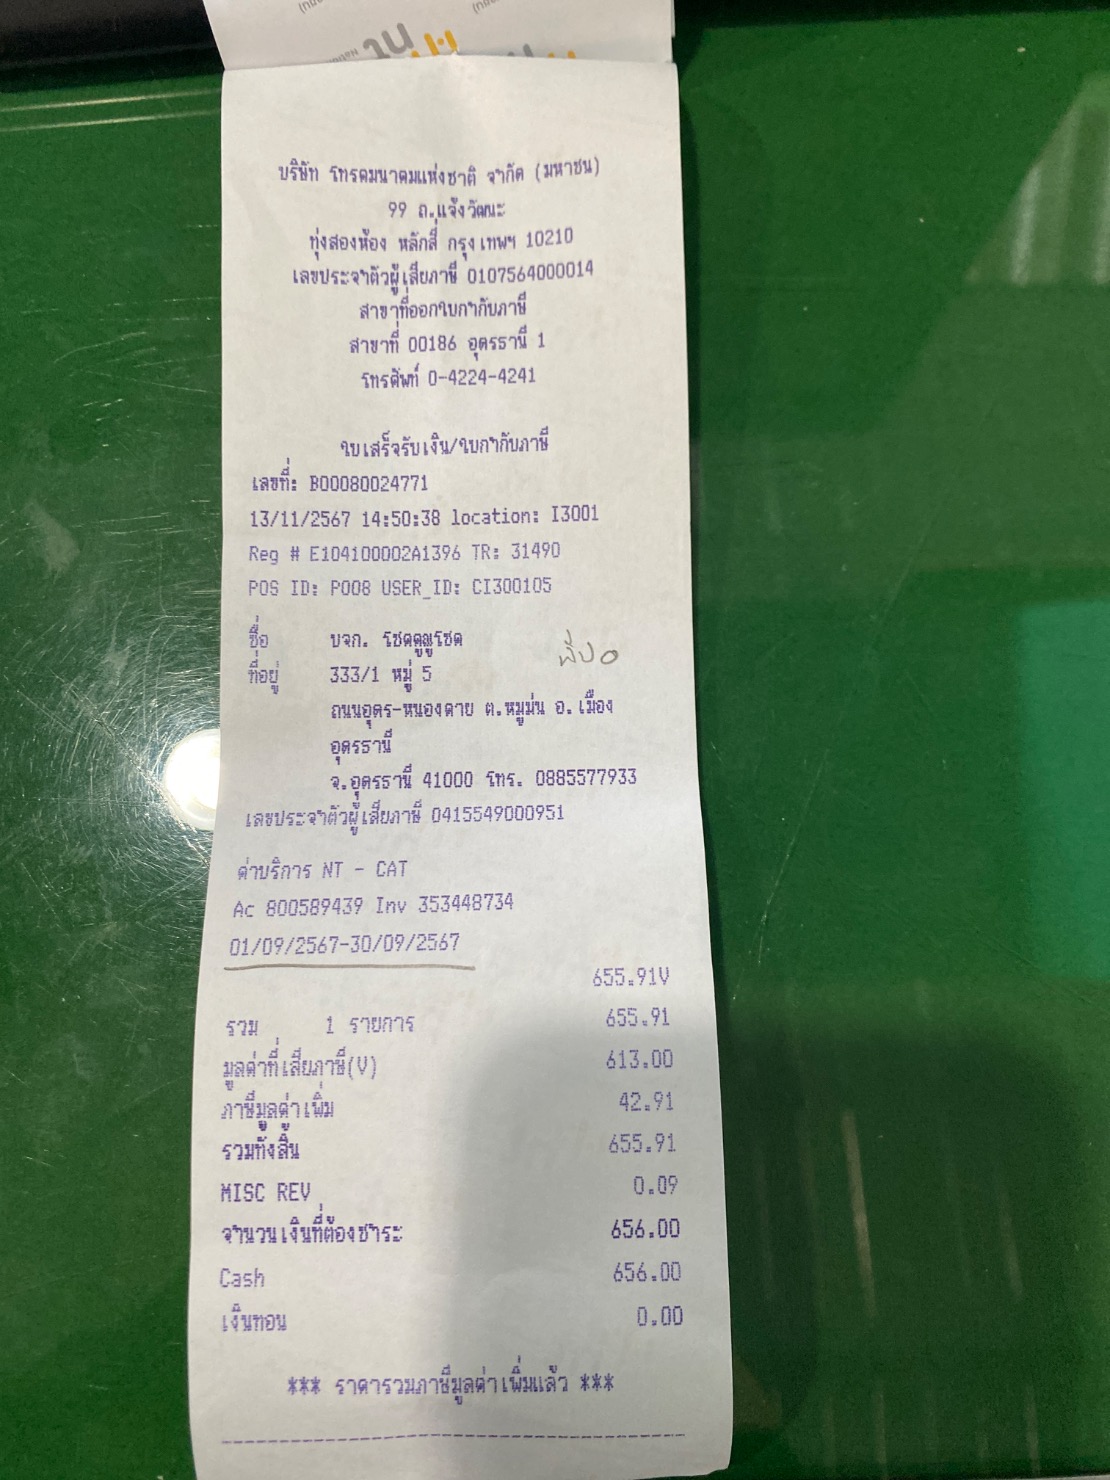 บริษัท โทรคมนาคมแห่งชาติ จำกัด (มหาชน)
99 ถ.แจ้งวัฒนะ
ทุ่งสองห้อง หลักสี่ กรุงเทพฯ 10210
เลขประจำตัวผู้เสียภาษี 0107564000014
สาขาที่ออกใบกำกับภาษี
สาขาที่ 00186 อุดรธานี 1
โทรศัพท์ 0-4224-4241
ใบเสร็จรับเงิน/ใบกำกับภาษี
เลขที่: B00080024771
13/11/2567 14:50:38 location: I3001
Reg # E104100002A1396 TR: 31490
POS ID: P008 USER_ID: CI300105
ชื่อ บจก. โชคคูณโชค
ที่อยู่ 333/1 หมู่ 5
ถนนอุดร-หนองคาย ต.หมูม่น อ.เมือง
อุดรธานี
จ.อุดรธานี 41000 โทร. 0885577933
เลขประจำตัวผู้เสียภาษี 0415549000951
ค่าบริการ NT - CAT
Ac 800589439 Inv 353448734
01/09/2567-30/09/2567
655.91V
รวม 1 รายการ 655.91
มูลค่าที่เสียภาษี(V) 613.00
ภาษีมูลค่าเพิ่ม 42.91
รวมทั้งสิ้น 655.91
MISC REV 0.09
จำนวนเงินที่ต้องชำระ 656.00
Cash 656.00
เงินทอน 0.00
*** ราคารวมภาษีมูลค่าเพิ่มแล้ว ***